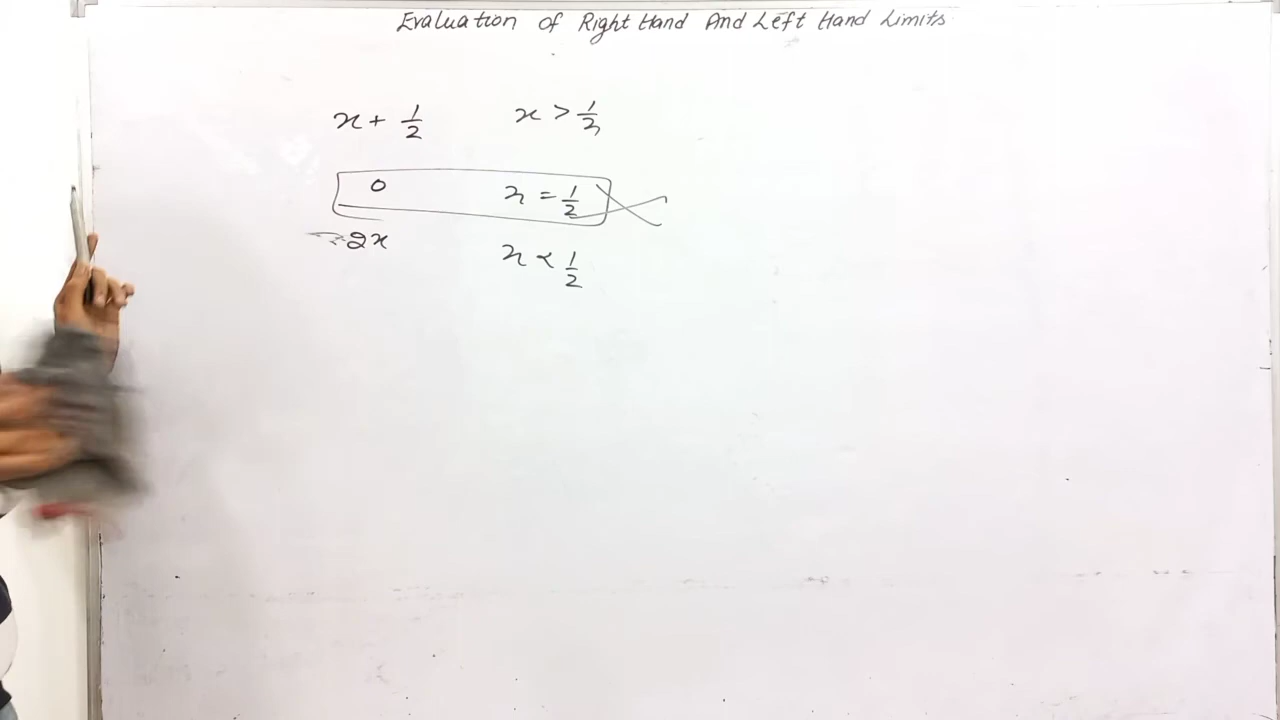 Evaluation of Right Hand And Left Hand Limits
x + 1/2 x > 1/2
0 x = 1/2
2x x < 1/2